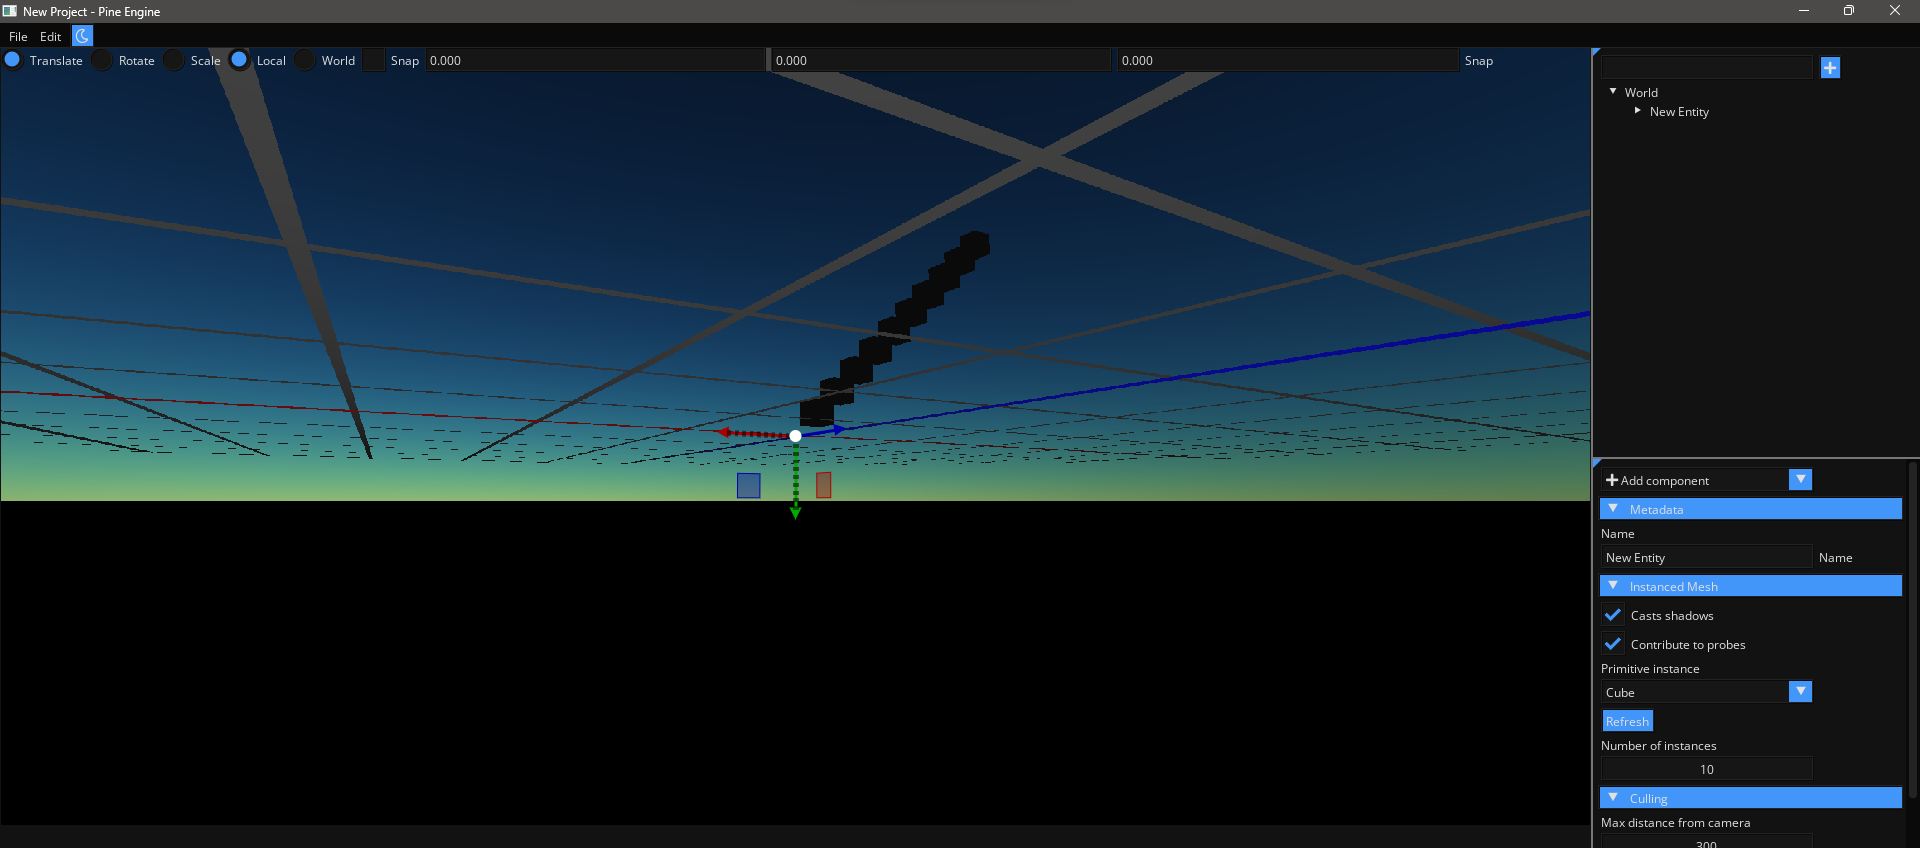 New Project - Pine Engine
File Edit
Translate Rotate Scale Local World Snap 0.000 0.000 0.000 Snap
World
New Entity
Add component
Metadata
Name
New Entity Name
Instanced Mesh
Casts shadows
Contribute to probes
Primitive instance
Cube
Refresh
Number of instances
10
Culling
Max distance from camera
300